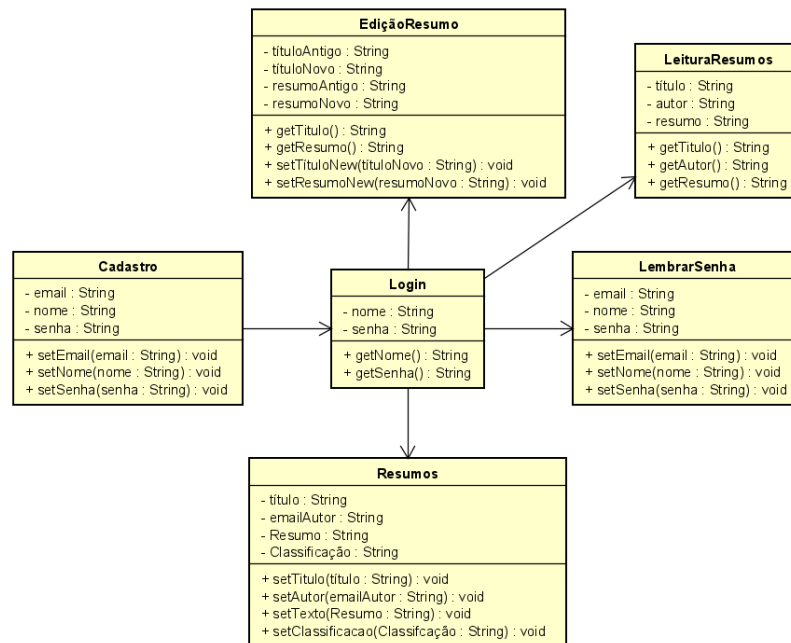 EdiçãoResumo
- títuloAntigo : String
- títuloNovo : String
- resumoAntigo : String
- resumoNovo : String
+ getTitulo() : String
+ getResumo() : String
+ setTítuloNew(títuloNovo : String) : void
+ setResumoNew(resumoNovo : String) : void
LeituraResumos
- título : String
- autor : String
- resumo : String
+ getTitulo() : String
+ getAutor() : String
+ getResumo() : String
Cadastro
- email : String
- nome : String
- senha : String
+ setEmail(email : String) : void
+ setNome(nome : String) : void
+ setSenha(senha : String) : void
Login
- nome : String
- senha : String
+ getNome() : String
+ getSenha() : String
LembrarSenha
- email : String
- nome : String
- senha : String
+ setEmail(email : String) : void
+ setNome(nome : String) : void
+ setSenha(senha : String) : void
Resumos
- título : String
- emailAutor : String
- Resumo : String
- Classificação : String
+ setTitulo(título : String) : void
+ setAutor(emailAutor : String) : void
+ setTexto(Resumo : String) : void
+ setClassificacao(Classifcação : String) : void